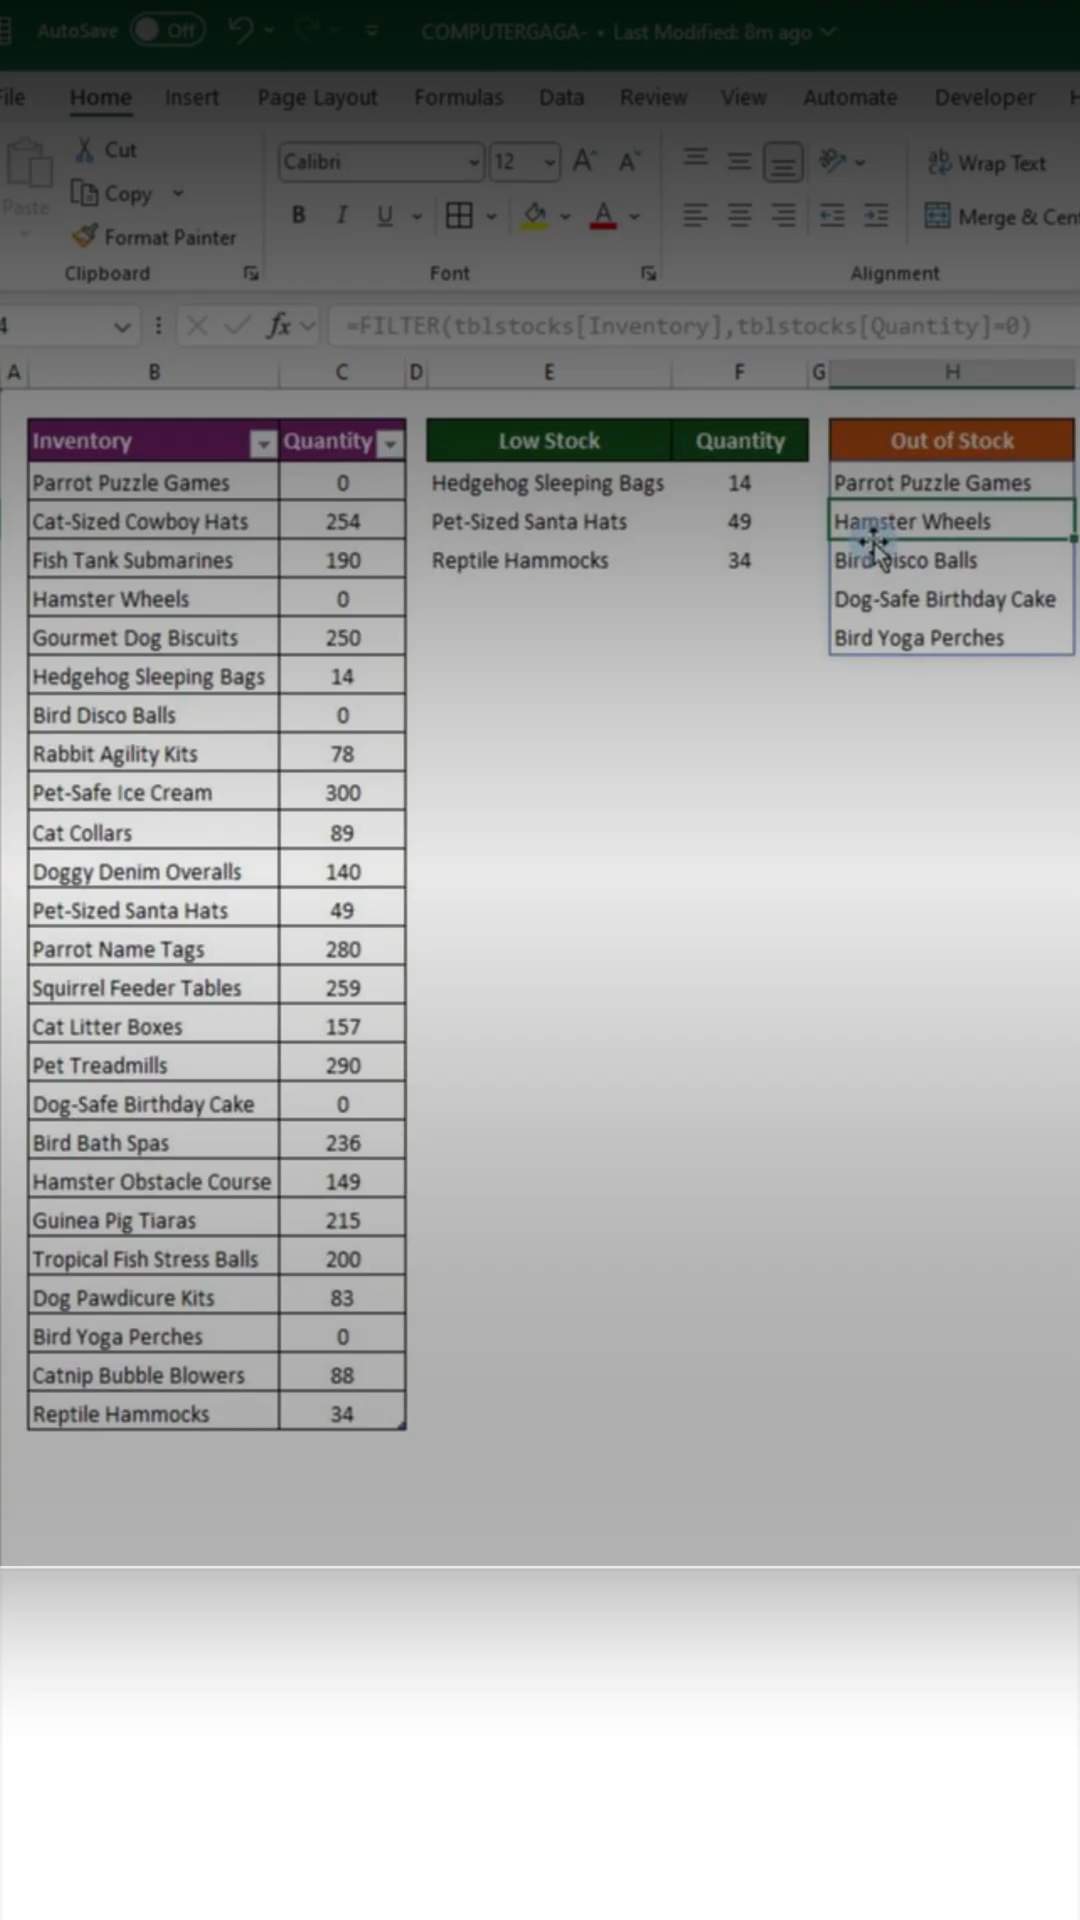 AutoSave Off COMPUTERGAGA- • Last Modified: 8m ago
File Home Insert Page Layout Formulas Data Review View Automate Developer H
Paste
Cut
Copy
Format Painter
Clipboard
Calibri 12
B I U
Font
Wrap Text
Merge & Cen
Alignment
4 fx =FILTER(tblstocks[Inventory],tblstocks[Quantity]=0)
A B C D E F G H
Inventory Quantity Low Stock Quantity Out of Stock
Parrot Puzzle Games 0 Hedgehog Sleeping Bags 14 Parrot Puzzle Games
Cat-Sized Cowboy Hats 254 Pet-Sized Santa Hats 49 Hamster Wheels
Fish Tank Submarines 190 Reptile Hammocks 34 Bird Disco Balls
Hamster Wheels 0 Dog-Safe Birthday Cake
Gourmet Dog Biscuits 250 Bird Yoga Perches
Hedgehog Sleeping Bags 14
Bird Disco Balls 0
Rabbit Agility Kits 78
Pet-Safe Ice Cream 300
Cat Collars 89
Doggy Denim Overalls 140
Pet-Sized Santa Hats 49
Parrot Name Tags 280
Squirrel Feeder Tables 259
Cat Litter Boxes 157
Pet Treadmills 290
Dog-Safe Birthday Cake 0
Bird Bath Spas 236
Hamster Obstacle Course 149
Guinea Pig Tiaras 215
Tropical Fish Stress Balls 200
Dog Pawdicure Kits 83
Bird Yoga Perches 0
Catnip Bubble Blowers 88
Reptile Hammocks 34